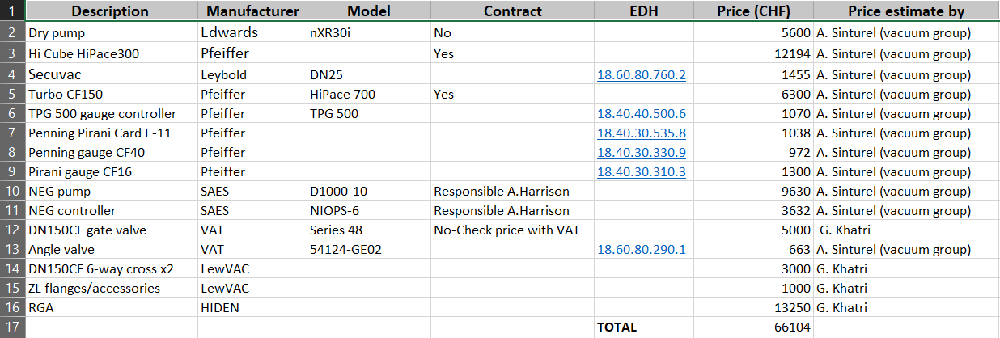 1 Description Manufacturer Model Contract EDH Price (CHF) Price estimate by
2 Dry pump Edwards nXR30i No 5600 A. Sinturel (vacuum group)
3 Hi Cube HiPace300 Pfeiffer Yes 12194 A. Sinturel (vacuum group)
4 Secuvac Leybold DN25 18.60.80.760.2 1455 A. Sinturel (vacuum group)
5 Turbo CF150 Pfeiffer HiPace 700 Yes 6300 A. Sinturel (vacuum group)
6 TPG 500 gauge controller Pfeiffer TPG 500 18.40.40.500.6 1070 A. Sinturel (vacuum group)
7 Penning Pirani Card E-11 Pfeiffer 18.40.30.535.8 1038 A. Sinturel (vacuum group)
8 Penning gauge CF40 Pfeiffer 18.40.30.330.9 972 A. Sinturel (vacuum group)
9 Pirani gauge CF16 Pfeiffer 18.40.30.310.3 1300 A. Sinturel (vacuum group)
10 NEG pump SAES D1000-10 Responsible A.Harrison 9630 A. Sinturel (vacuum group)
11 NEG controller SAES NIOPS-6 Responsible A.Harrison 3632 A. Sinturel (vacuum group)
12 DN150CF gate valve VAT Series 48 No-Check price with VAT 5000 G. Khatri
13 Angle valve VAT 54124-GE02 18.60.80.290.1 663 A. Sinturel (vacuum group)
14 DN150CF 6-way cross x2 LewVAC 3000 G. Khatri
15 ZL flanges/accessories LewVAC 1000 G. Khatri
16 RGA HIDEN 13250 G. Khatri
17 TOTAL 66104